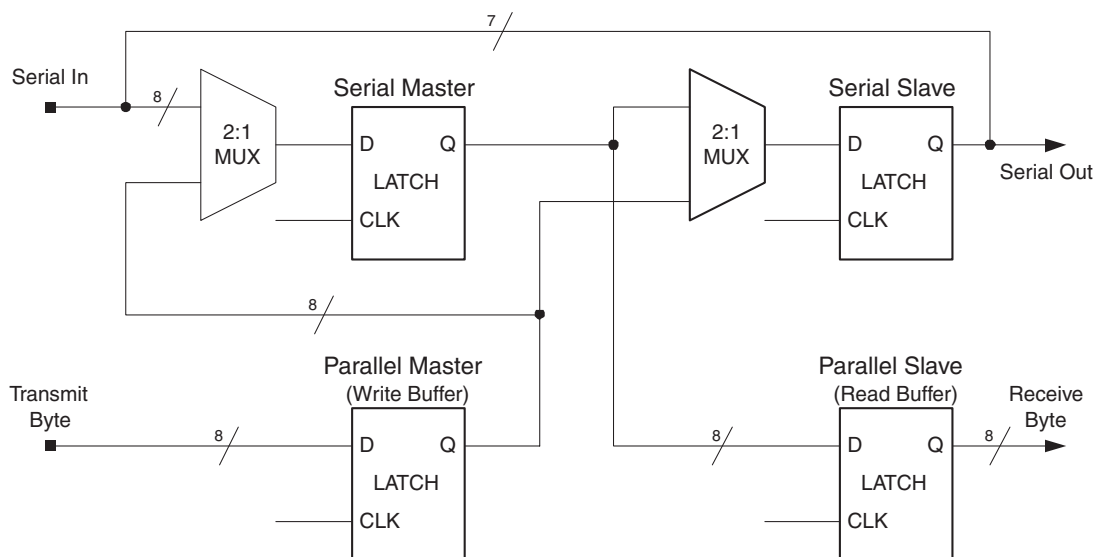 7
Serial In
8
2:1
MUX
Serial Master
D
Q
LATCH
CLK
2:1
MUX
Serial Slave
D
Q
LATCH
CLK
Serial Out
8
Transmit
Byte
8
Parallel Master
(Write Buffer)
D
Q
LATCH
CLK
8
Parallel Slave
(Read Buffer)
D
Q
LATCH
CLK
8
Receive
Byte